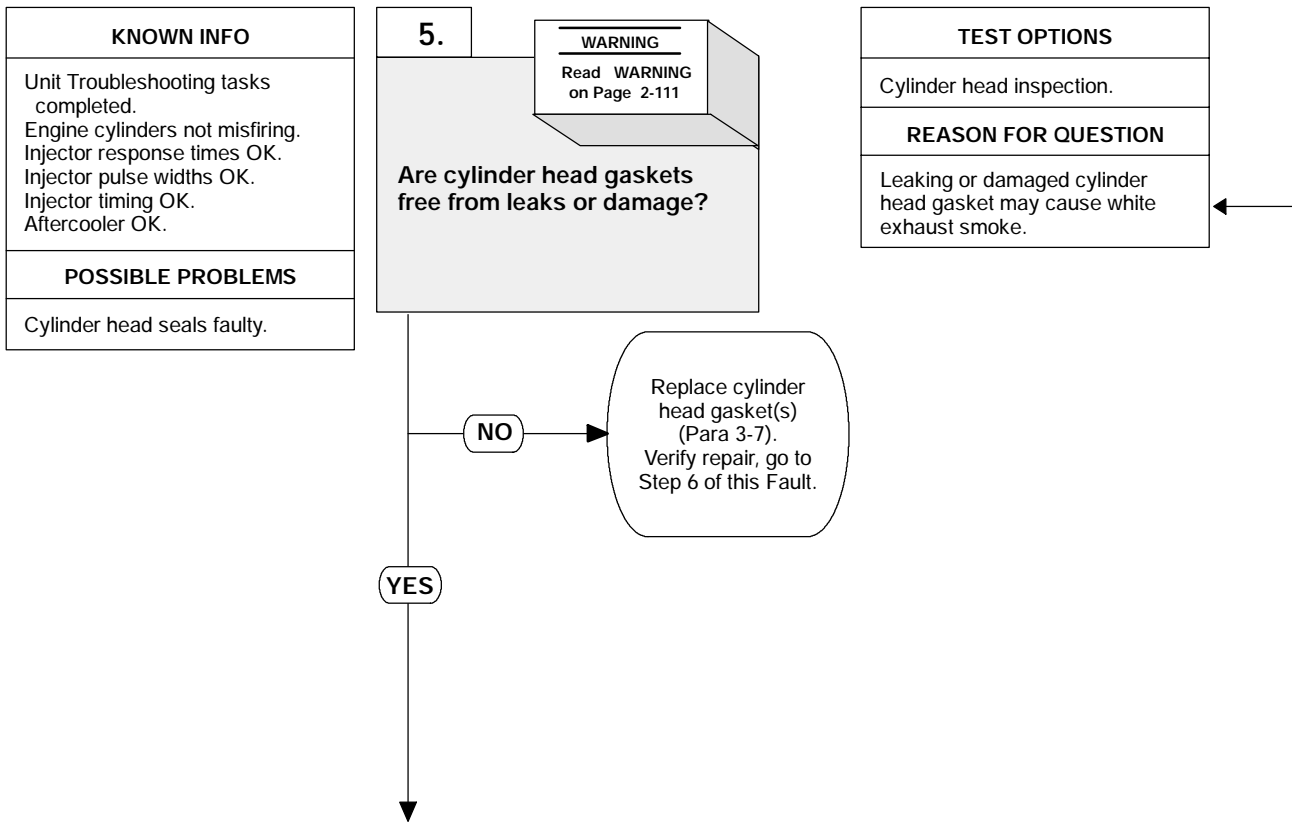 KNOWN INFO
Unit Troubleshooting tasks
completed.
Engine cylinders not misfiring.
Injector response times OK.
Injector pulse widths OK.
Injector timing OK.
Aftercooler OK.
POSSIBLE PROBLEMS
Cylinder head seals faulty.
5.
WARNING
Read WARNING
on Page 2-111
Are cylinder head gaskets
free from leaks or damage?
TEST OPTIONS
Cylinder head inspection.
REASON FOR QUESTION
Leaking or damaged cylinder
head gasket may cause white
exhaust smoke.
NO
Replace cylinder
head gasket(s)
(Para 3-7).
Verify repair, go to
Step 6 of this Fault.
YES